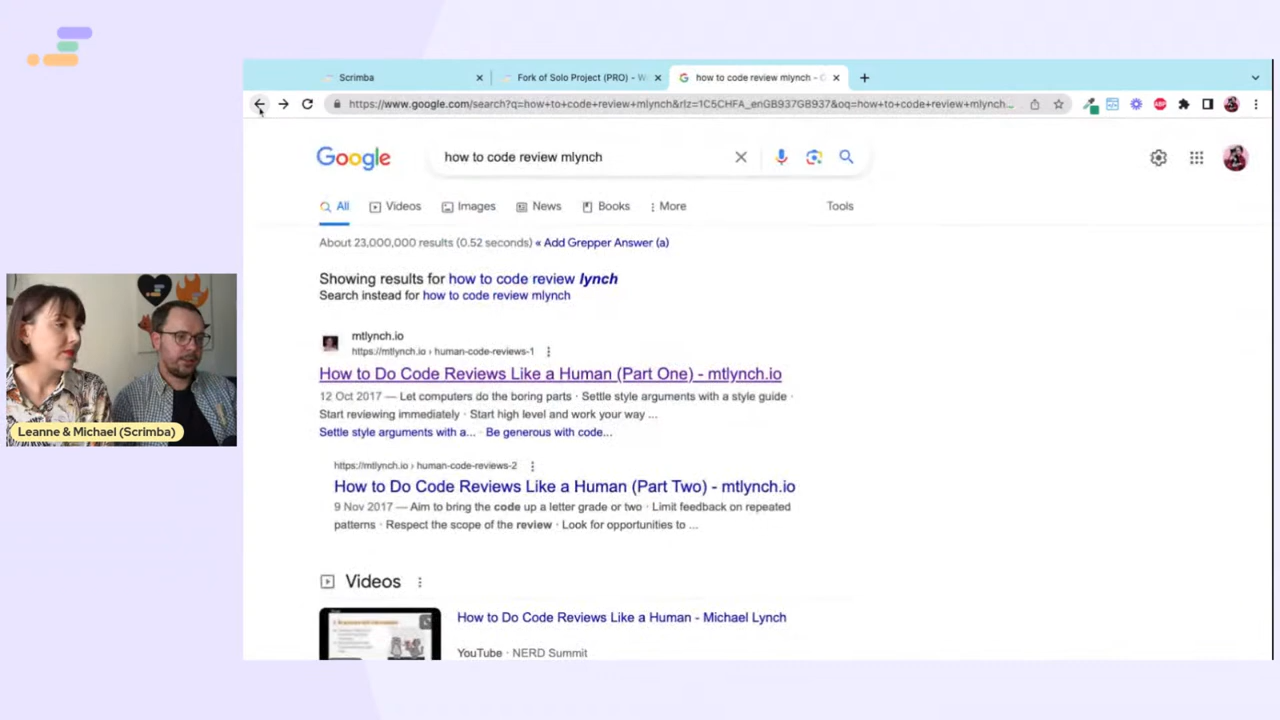 Scrimba
Fork of Solo Project (PRO) - W
how to code review mlynch -
https://www.google.com/search?q=how+to+code+review+mlynch&rlz=1C5CHFA_enGB937GB937&oq=how+to+code+review+mlynch...
ABP
Google
how to code review mlynch
All
Videos
Images
News
Books
More
Tools
About 23,000,000 results (0.52 seconds) « Add Grepper Answer (a)
Showing results for how to code review lynch
Search instead for how to code review mlynch
mtlynch.io
https://mtlynch.io › human-code-reviews-1
How to Do Code Reviews Like a Human (Part One) - mtlynch.io
12 Oct 2017 — Let computers do the boring parts · Settle style arguments with a style guide ·
Start reviewing immediately · Start high level and work your way ...
Settle style arguments with a... · Be generous with code...
https://mtlynch.io › human-code-reviews-2
How to Do Code Reviews Like a Human (Part Two) - mtlynch.io
9 Nov 2017 — Aim to bring the code up a letter grade or two · Limit feedback on repeated
patterns · Respect the scope of the review · Look for opportunities to ...
Videos
How to Do Code Reviews Like a Human - Michael Lynch
YouTube · NERD Summit
Leanne & Michael (Scrimba)